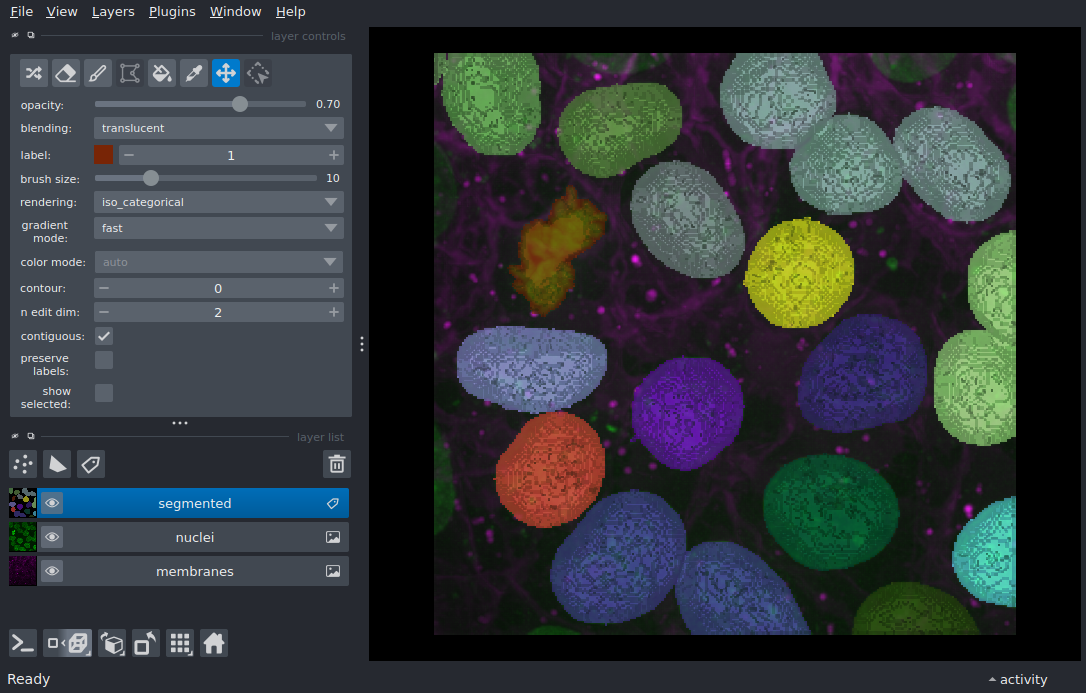 File View Layers Plugins Window Help
layer controls
opacity: 0.70
blending: translucent
label: 1
brush size: 10
rendering: iso_categorical
gradient
mode: fast
color mode: auto
contour: 0
n edit dim: 2
contiguous:
preserve
labels:
show
selected:
layer list
segmented
nuclei
membranes
Ready activity